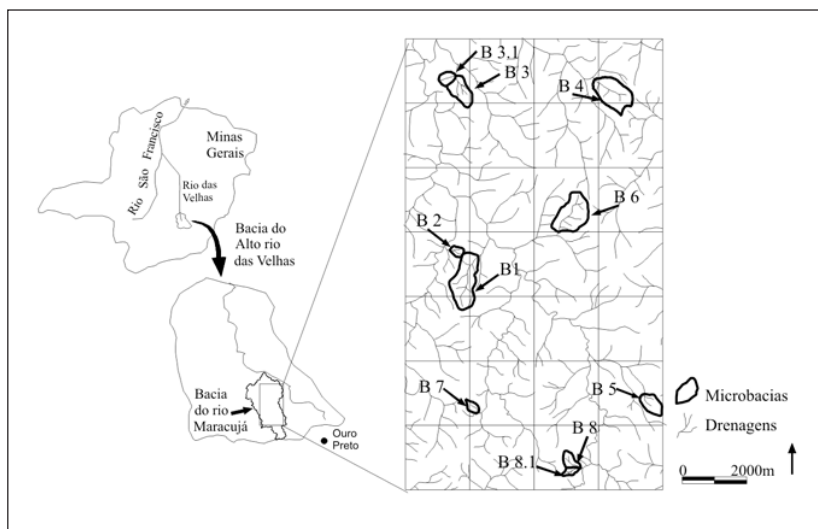 Rio São Francisco
Minas
Gerais
Rio das
Velhas
Bacia do
Alto rio
das Velhas
Bacia
do rio
Maracujá
Ouro
Preto
B 3,1
B 3
B 4
B 6
B 2
B1
B 7
B 5
B 8
B 8.1
Microbacias
Drenagens
0 2000m